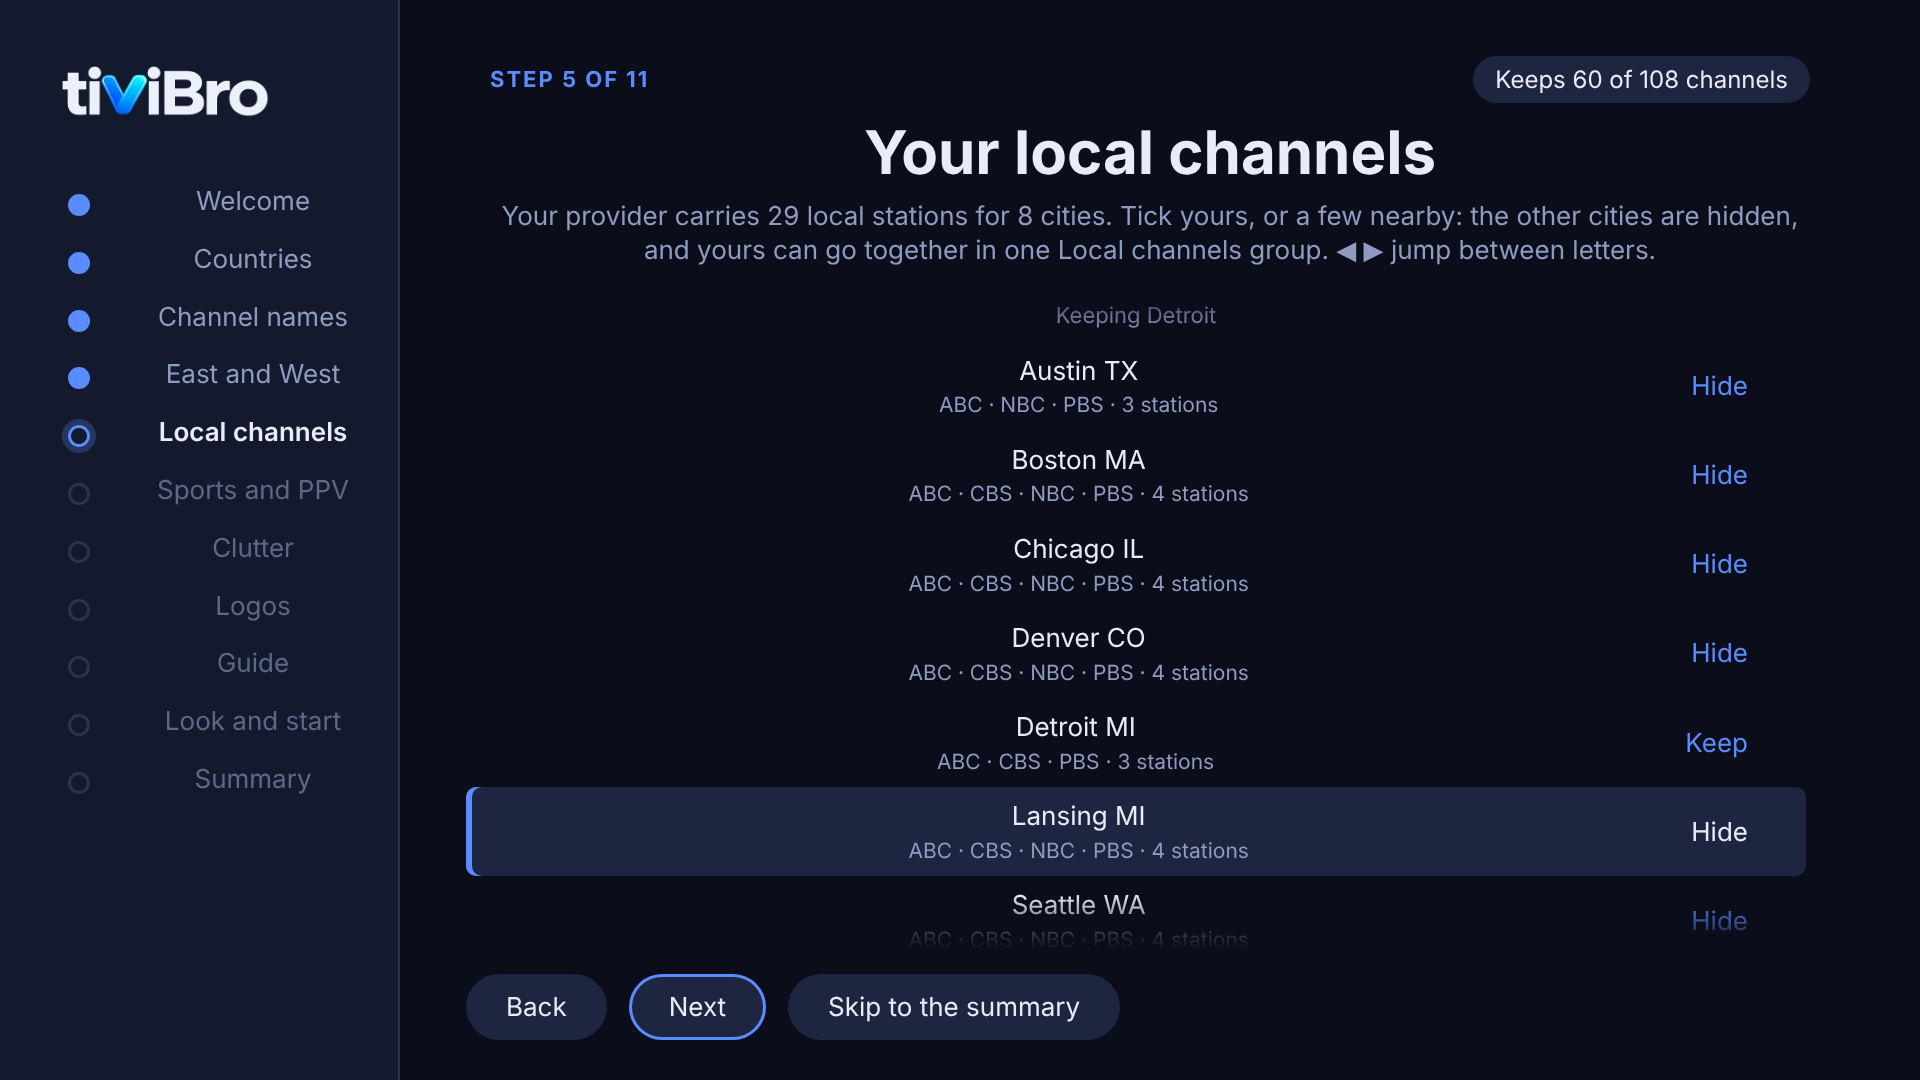 tiviBro
Welcome
Countries
Channel names
East and West
Local channels
Sports and PPV
Clutter
Logos
Guide
Look and start
Summary
STEP 5 OF 11
Keeps 60 of 108 channels
Your local channels
Your provider carries 29 local stations for 8 cities. Tick yours, or a few nearby: the other cities are hidden,
and yours can go together in one Local channels group. ◀ ▶ jump between letters.
Keeping Detroit
Austin TX
ABC · NBC · PBS · 3 stations
Hide
Boston MA
ABC · CBS · NBC · PBS · 4 stations
Hide
Chicago IL
ABC · CBS · NBC · PBS · 4 stations
Hide
Denver CO
ABC · CBS · NBC · PBS · 4 stations
Hide
Detroit MI
ABC · CBS · PBS · 3 stations
Keep
Lansing MI
ABC · CBS · NBC · PBS · 4 stations
Hide
Seattle WA
ABC · CBS · NBC · PBS · 4 stations
Hide
Back
Next
Skip to the summary